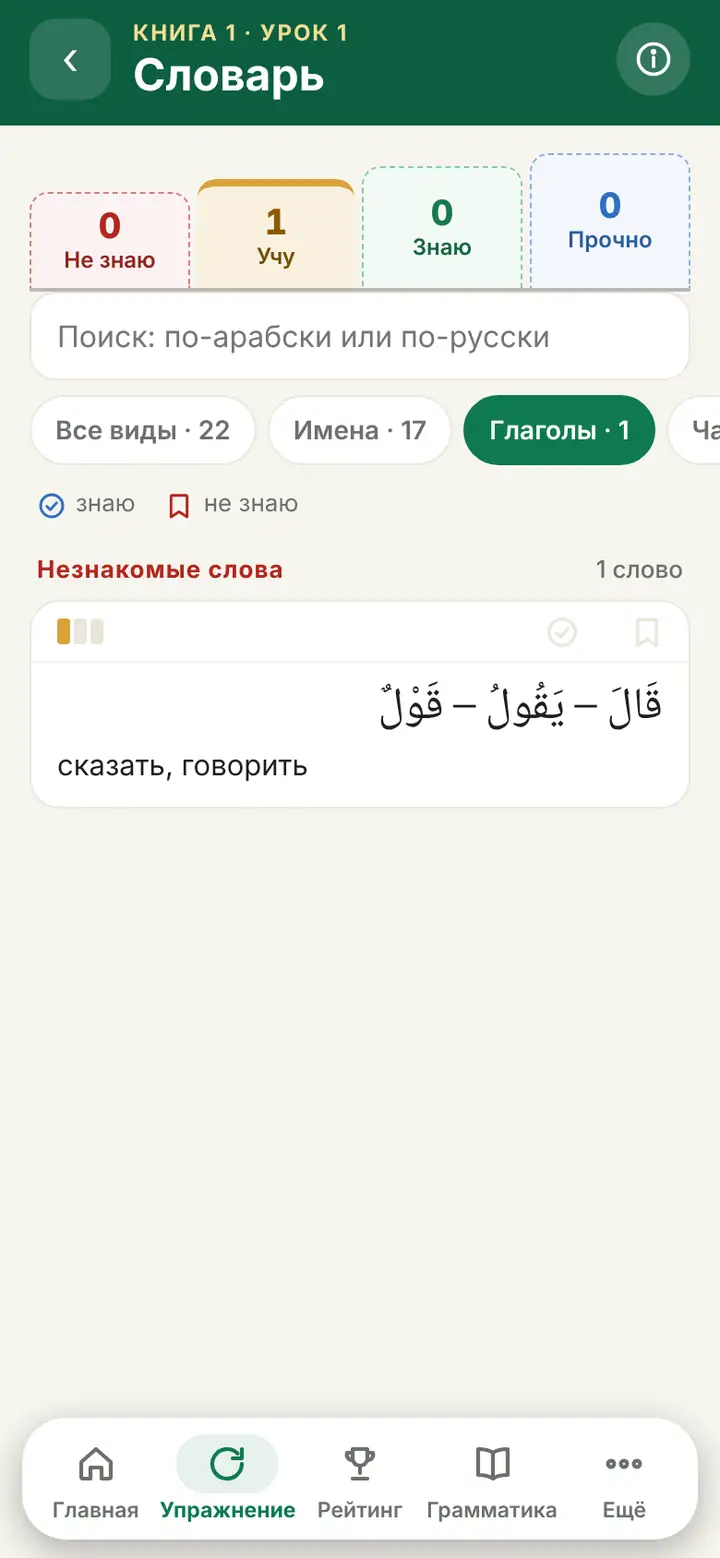 КНИГА 1 · УРОК 1
Словарь
0
Не знаю
1
Учу
0
Знаю
0
Прочно
Поиск: по-арабски или по-русски
Все виды · 22
Имена · 17
Глаголы · 1
знаю
не знаю
Незнакомые слова
1 слово
قَالَ – يَقُولُ – قَوْلٌ
сказать, говорить
Главная
Упражнение
Рейтинг
Грамматика
Ещё